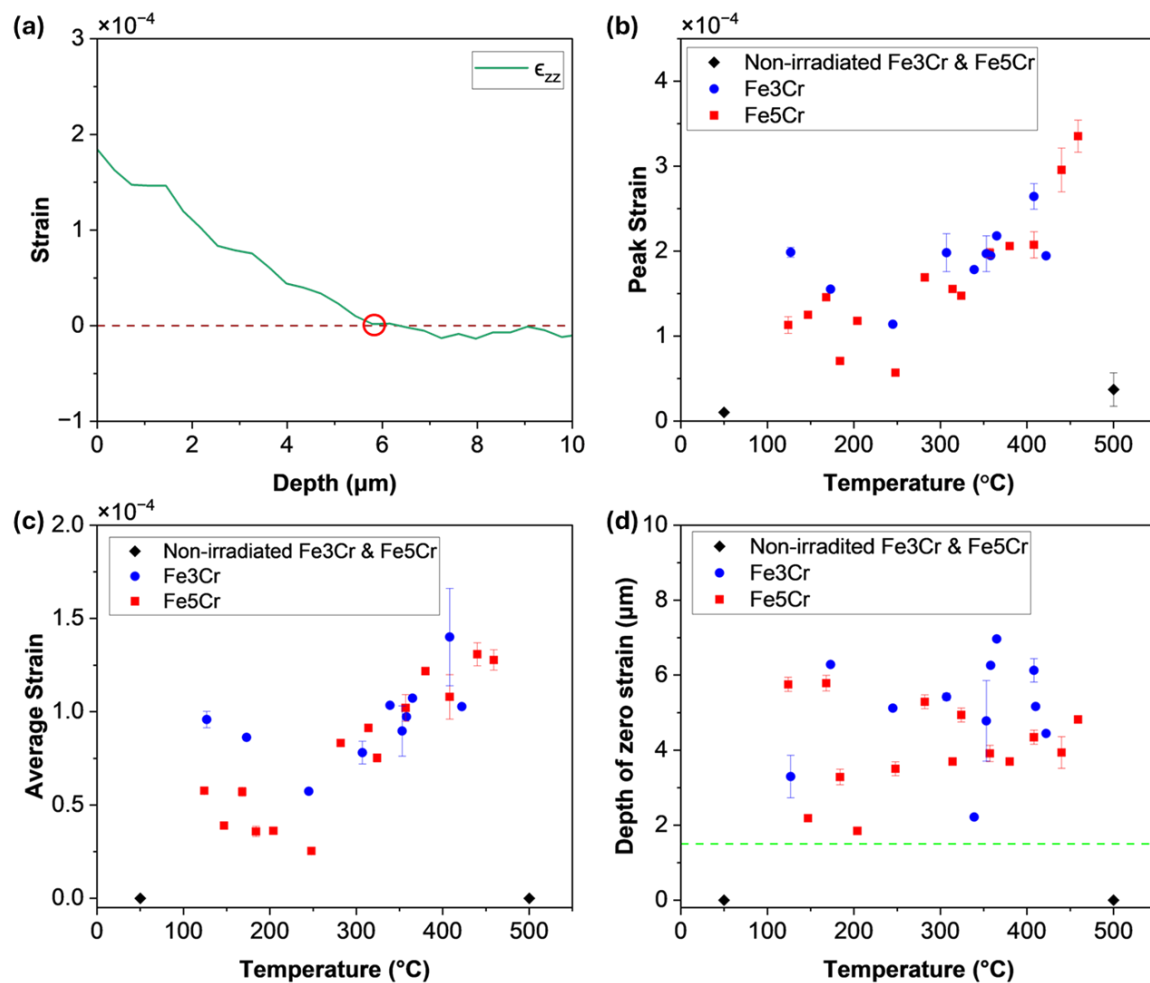 (a)
×10⁻⁴
3
2
1
0
−1
Strain
ϵzz
0 2 4 6 8 10
Depth (µm)
(b)
×10⁻⁴
4
3
2
1
0
Peak Strain
Non-irradiated Fe3Cr & Fe5Cr
Fe3Cr
Fe5Cr
0 100 200 300 400 500
Temperature (°C)
(c)
×10⁻⁴
2.0
1.5
1.0
0.5
0.0
Average Strain
Non-irradiated Fe3Cr & Fe5Cr
Fe3Cr
Fe5Cr
0 100 200 300 400 500
Temperature (°C)
(d)
10
8
6
4
2
0
Depth of zero strain (µm)
Non-irradited Fe3Cr & Fe5Cr
Fe3Cr
Fe5Cr
0 100 200 300 400 500
Temperature (°C)